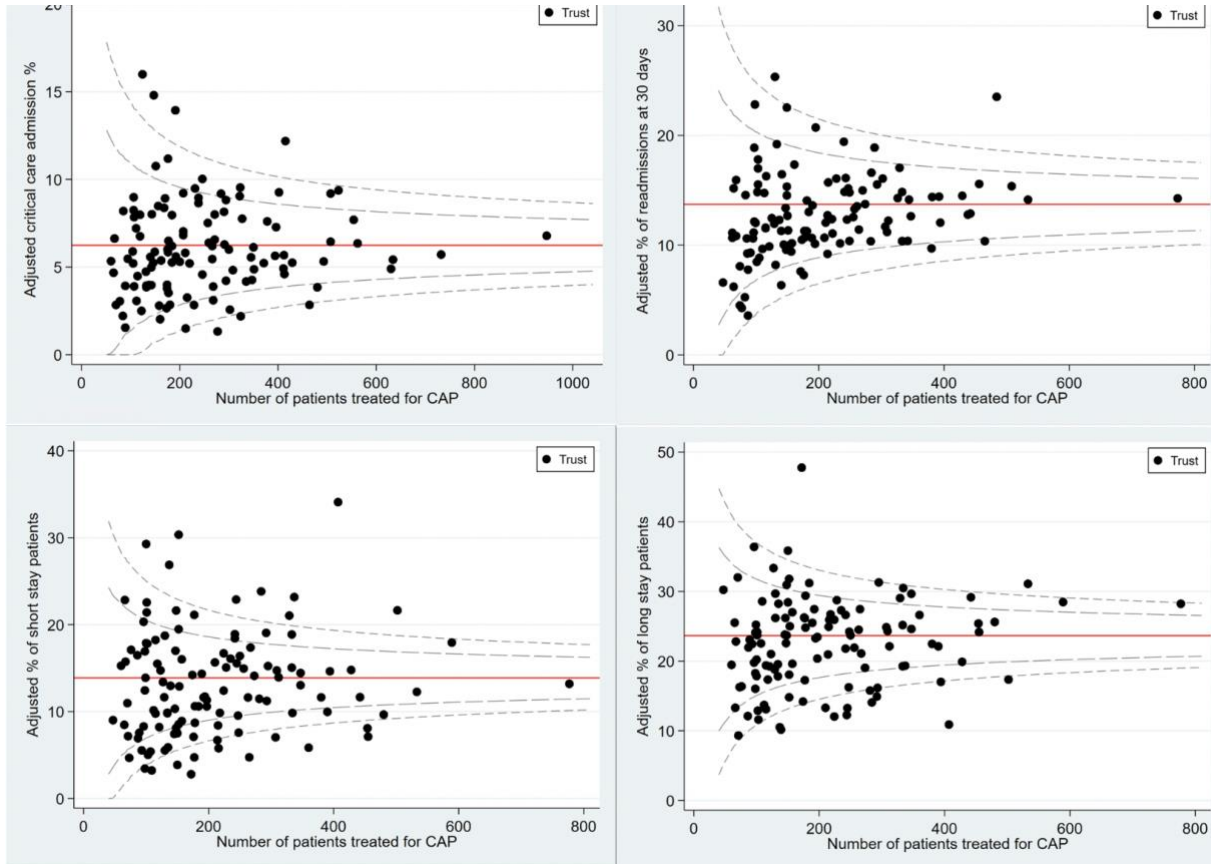 20
Trust
15
10
5
0
Adjusted critical care admission %
0 200 400 600 800 1000
Number of patients treated for CAP
30
Trust
20
10
0
Adjusted % of readmissions at 30 days
0 200 400 600 800
Number of patients treated for CAP
40
Trust
30
20
10
0
Adjusted % of short stay patients
0 200 400 600 800
Number of patients treated for CAP
50
Trust
40
30
20
10
0
Adjusted % of long stay patients
0 200 400 600 800
Number of patients treated for CAP